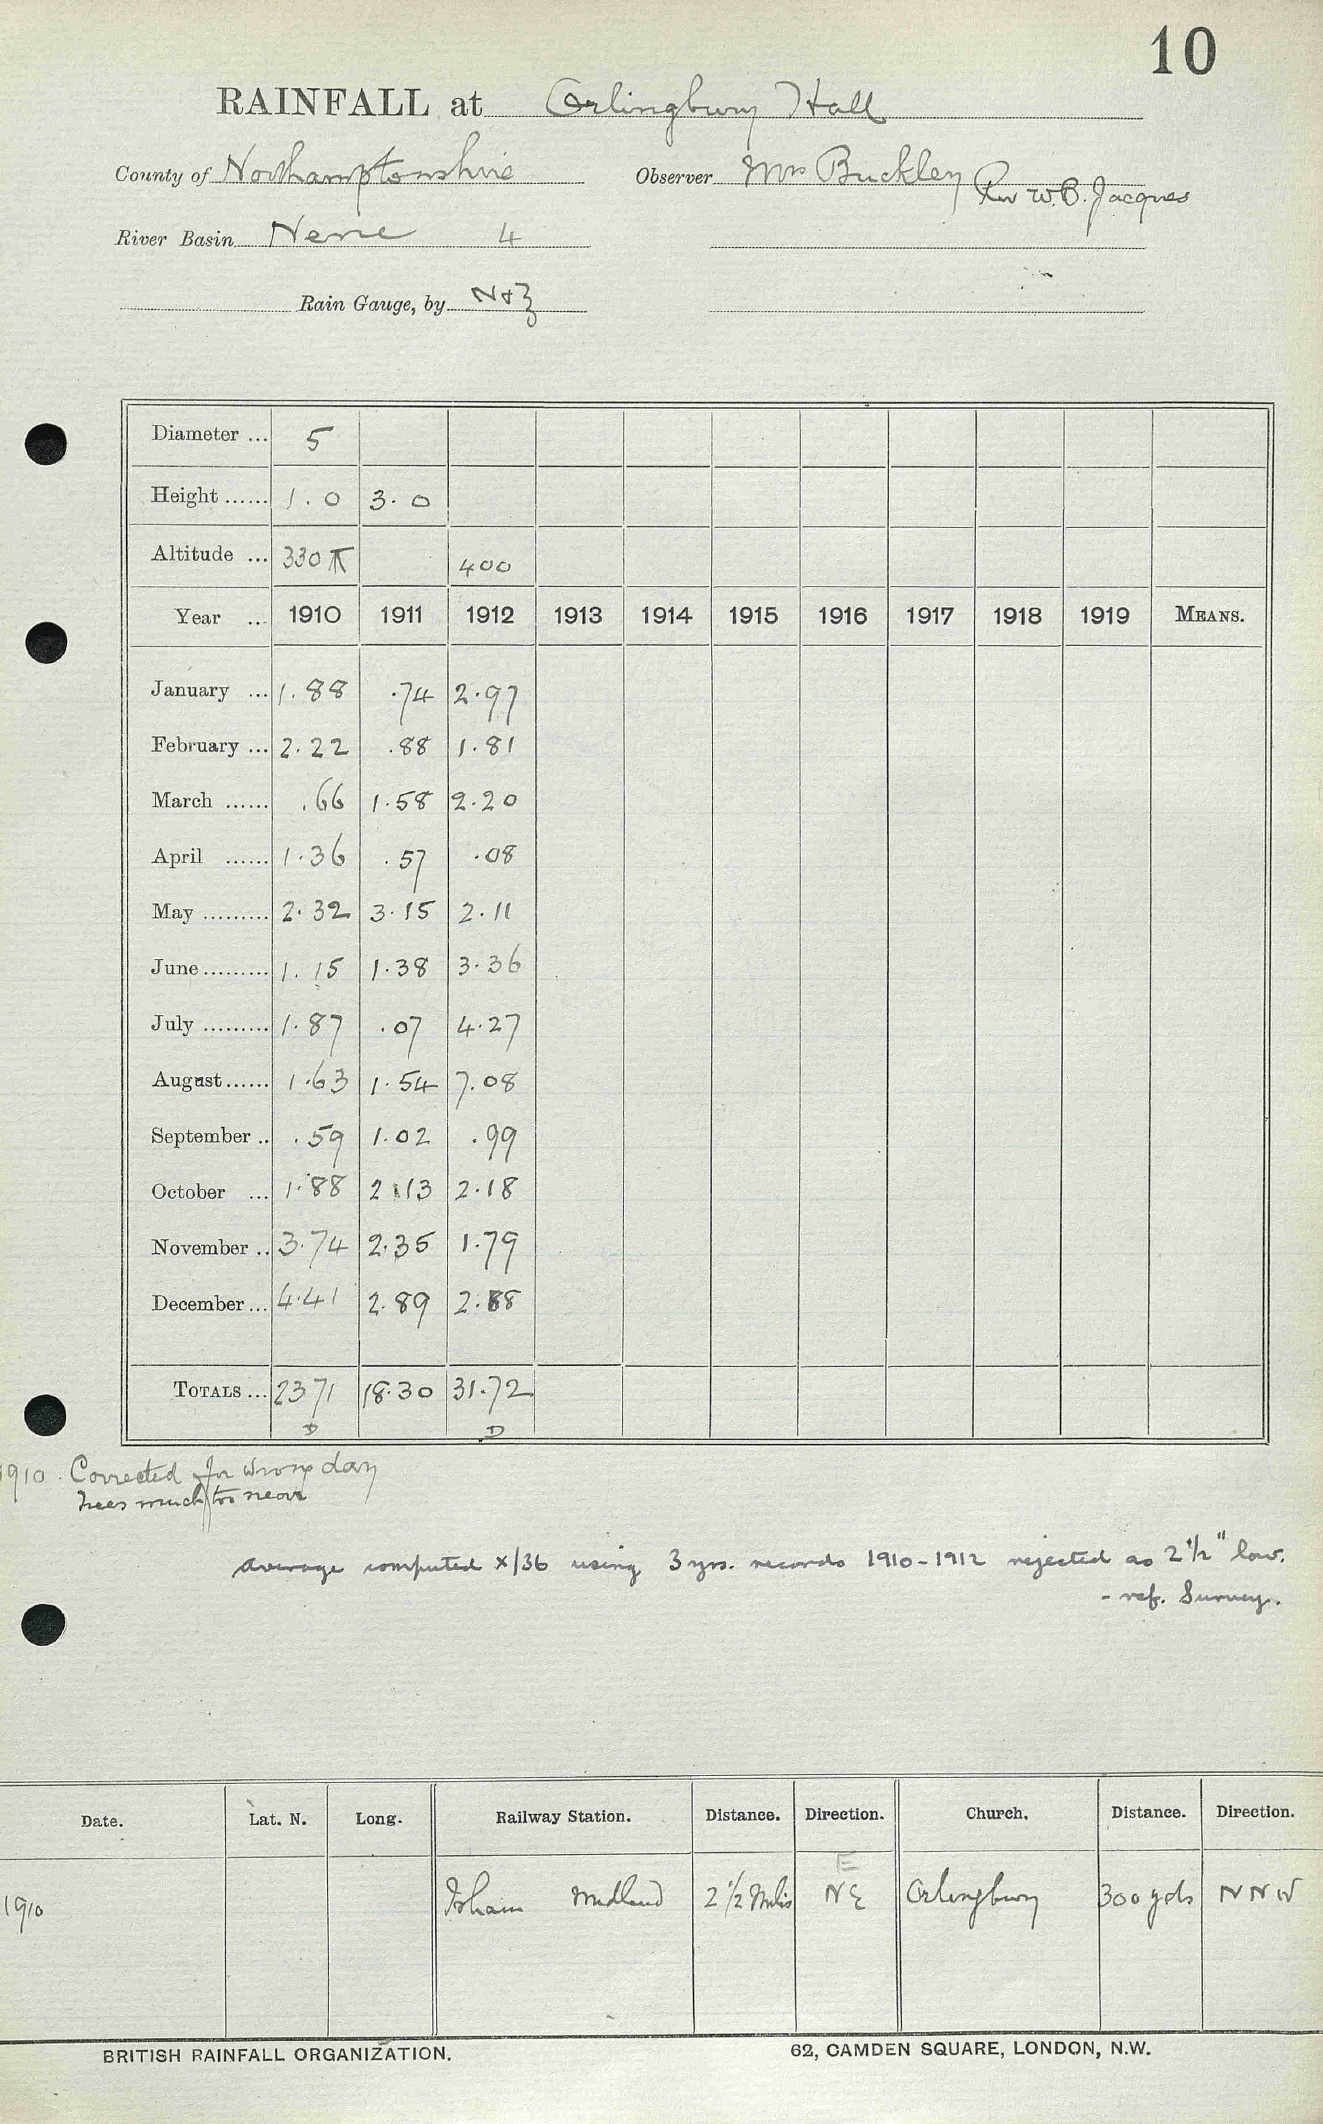 10
RAINFALL at Orlingbury Hall
County of Northamptonshire Observer Mrs Buckley Rev W.B. Jacques
River Basin Nene 4
Rain Gauge, by N&Z
Diameter ... 5
Height ...... 1.0 3.0
Altitude ... 330 400
Year ... 1910 1911 1912 1913 1914 1915 1916 1917 1918 1919 MEANS.
January ... 1.88 .74 2.97
February ... 2.22 .88 1.81
March ...... .66 1.58 2.20
April ...... 1.36 .57 .08
May ......... 2.32 3.15 2.11
June ......... 1.15 1.38 3.36
July ......... 1.87 .07 4.27
August ...... 1.63 1.54 7.08
September .. .59 1.02 .99
October ... 1.88 2.13 2.18
November .. 3.74 2.35 1.79
December ... 4.41 2.89 2.88
TOTALS ... 23 71 18.30 31.72
D D
1910. Corrected for wrong day
trees much too near
average computed x/36 using 3 yrs. records 1910-1912 rejected as 2 1/2" low.
- ref. Survey.
Date. Lat. N. Long. Railway Station. Distance. Direction. Church. Distance. Direction.
E
1910 Isham Midland 2 1/2 Miles NE Orlingbury 300 yds NNW
BRITISH RAINFALL ORGANIZATION. 62, CAMDEN SQUARE, LONDON, N.W.